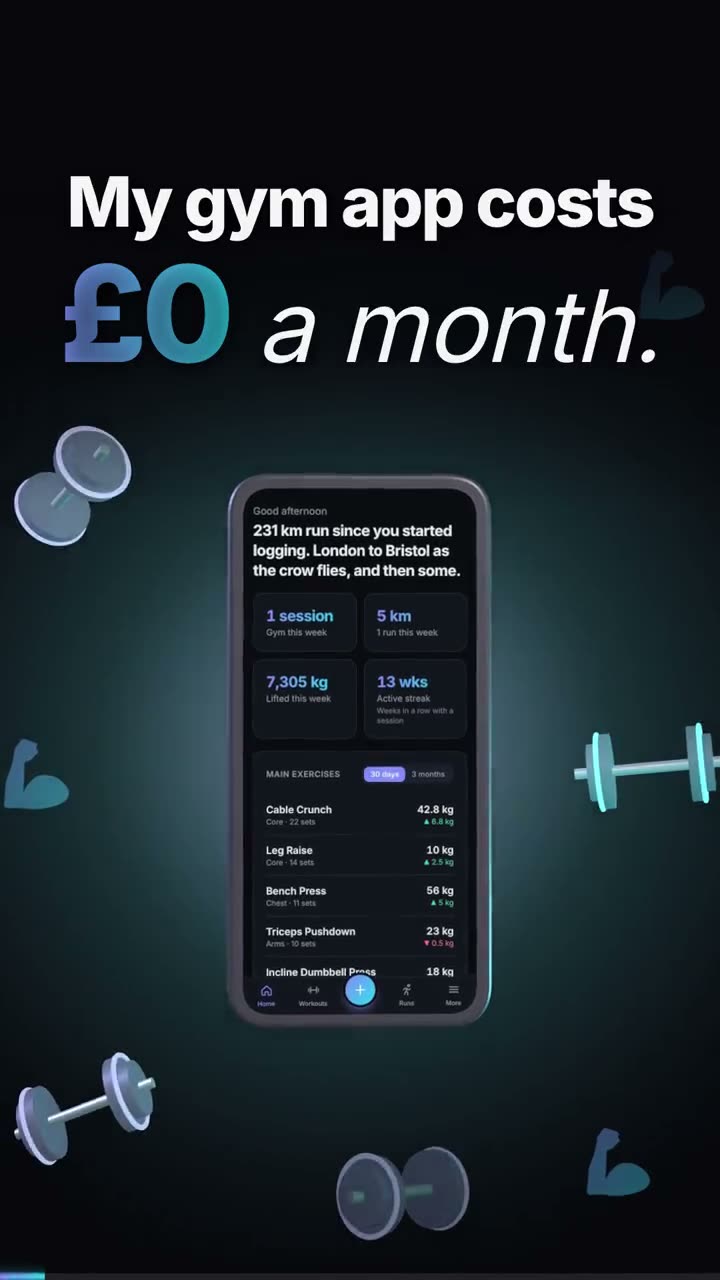 My gym app costs
£0 a month.
Good afternoon
231 km run since you started
logging. London to Bristol as
the crow flies, and then some.
1 session
Gym this week
5 km
1 run this week
7,305 kg
Lifted this week
13 wks
Active streak
Weeks in a row with a
session
MAIN EXERCISES
30 days
3 months
Cable Crunch
42.8 kg
Core · 22 sets
▲ 6.8 kg
Leg Raise
10 kg
Core · 14 sets
▲ 2.5 kg
Bench Press
56 kg
Chest · 11 sets
▲ 5 kg
Triceps Pushdown
23 kg
Arms · 10 sets
▼ 0.5 kg
Incline Dumbbell Press
18 kg
Home
Workouts
Runs
More